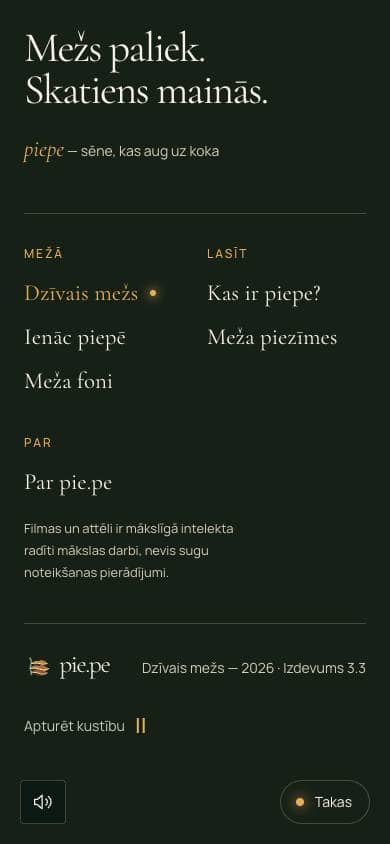 Mežs paliek.
Skatiens mainās.
piepe — sēne, kas aug uz koka
MEŽĀ
Dzīvais mežs
Ienāc piepē
Meža foni
LASĪT
Kas ir piepe?
Meža piezīmes
PAR
Par pie.pe
Filmas un attēli ir mākslīgā intelekta
radīti mākslas darbi, nevis sugu
noteikšanas pierādījumi.
pie.pe
Dzīvais mežs — 2026 · Izdevums 3.3
Apturēt kustību
Takas